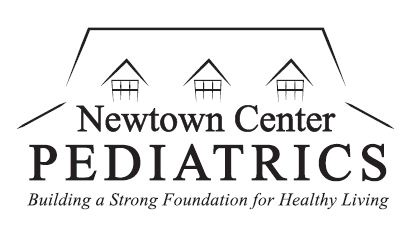 Newtown Center
PEDIATRICS
Building a Strong Foundation for Healthy Living